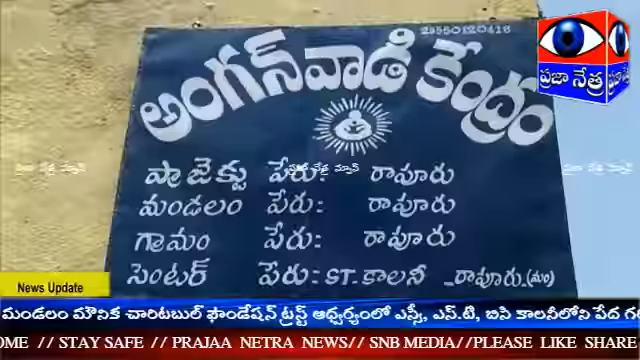 28550120418
అంగన్‌వాడి కేంద్రం
ప్రాజెక్టు పేరు: రాపూరు
మండలం పేరు: రాపూరు
గ్రామం పేరు: రాపూరు
సెంటర్ పేరు: ST. కాలనీ - రాపూరు.(మం)
ప్రజా నేత్ర
News Update
మండలం మౌనిక చారిటబుల్ ఫౌండేషన్ ట్రస్ట్ ఆధ్వర్యంలో ఎస్సీ, ఎస్.టి, బిసి కాలనీలోని పేద
OME // STAY SAFE // PRAJAA NETRA NEWS// SNB MEDIA//PLEASE LIKE SHARE